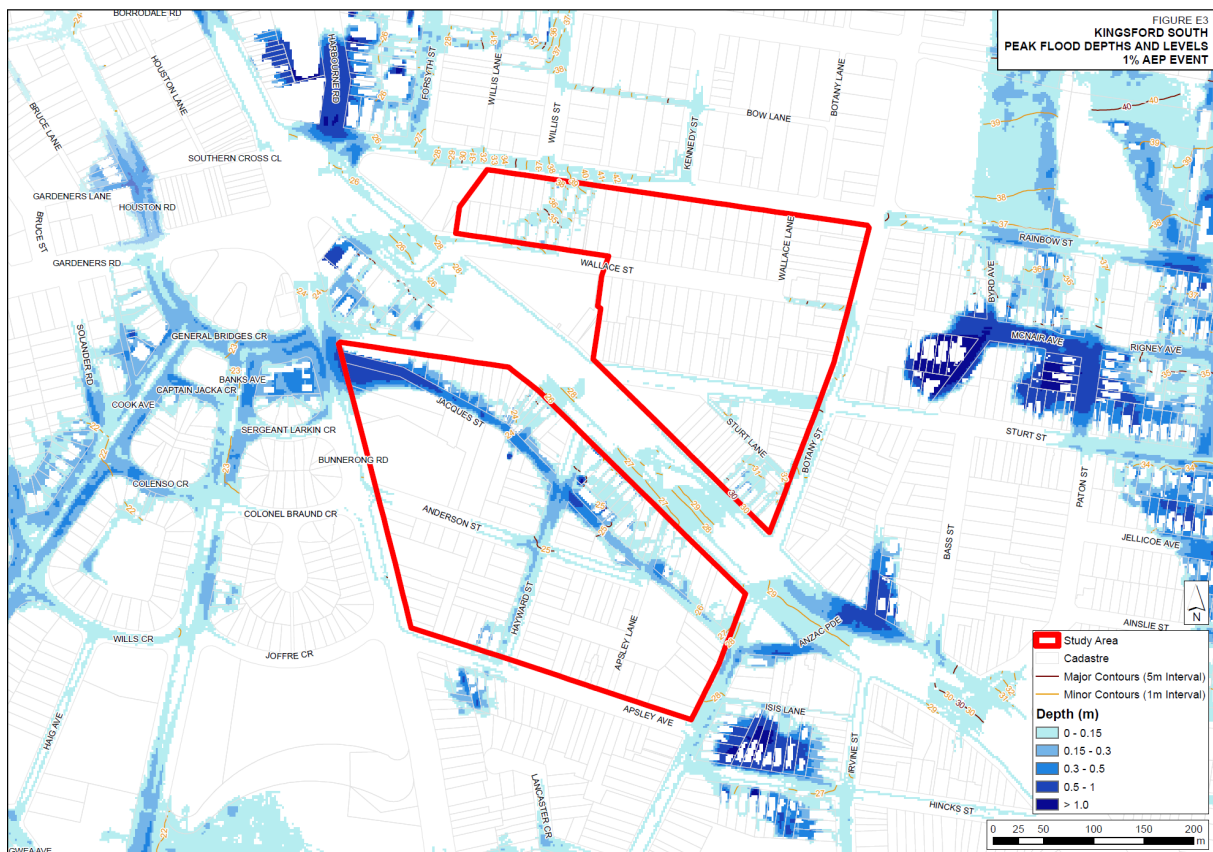 FIGURE E3
KINGSFORD SOUTH
PEAK FLOOD DEPTHS AND LEVELS
1% AEP EVENT
BORRODALE RD
HOUSTON LANE
HARBOURNE RD
FORSYTH ST
WILLIS LANE
WILLIS ST
KENNEDY ST
BOW LANE
BOTANY LANE
BRUCE LANE
SOUTHERN CROSS CL
GARDENERS LANE
HOUSTON RD
BRUCE ST
GARDENERS RD
WALLACE ST
WALLACE LANE
RAINBOW ST
BYRD AVE
MCNAIR AVE
RIGNEY AVE
SOLANDER RD
GENERAL BRIDGES CR
BANKS AVE
CAPTAIN JACKA CR
COOK AVE
SERGEANT LARKIN CR
JACQUES ST
STURT LANE
BOTANY ST
STURT ST
BUNNERONG RD
PATON ST
COLENSO CR
COLONEL BRAUND CR
ANDERSON ST
BASS ST
JELLICOE AVE
HAYWARD ST
APSLEY LANE
ANZAC PDE
AINSLIE ST
WILLS CR
JOFFRE CR
HAIG AVE
APSLEY AVE
ISIS LANE
IRVINE ST
LANCASTER CR
HINCKS ST
GWEA AVE
N
Study Area
Cadastre
Major Contours (5m Interval)
Minor Contours (1m Interval)
Depth (m)
0 - 0.15
0.15 - 0.3
0.3 - 0.5
0.5 - 1
> 1.0
0 25 50 100 150 200
m